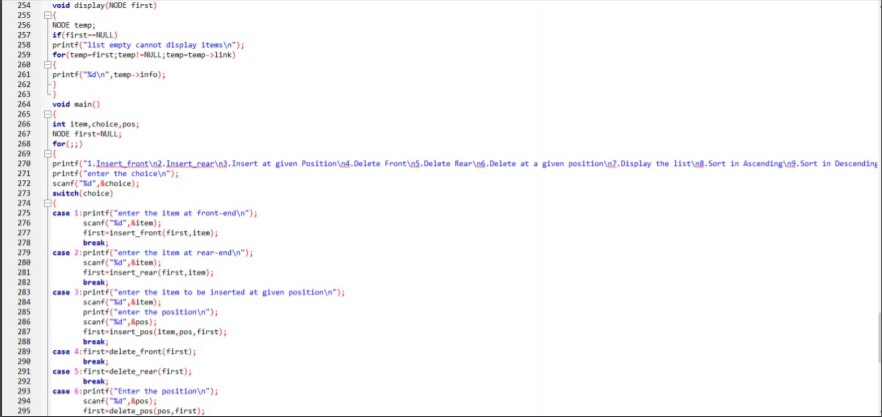 254 void display(NODE first)
255 {
256 NODE temp;
257 if(first==NULL)
258 printf("list empty cannot display items\n");
259 for(temp=first;temp!=NULL;temp=temp->link)
260 {
261 printf("%d\n",temp->info);
262 }
263 }
264 void main()
265 {
266 int item,choice,pos;
267 NODE first=NULL;
268 for(;;)
269 {
270 printf("1.Insert_front\n2.Insert_rear\n3.Insert at given Position\n4.Delete Front\n5.Delete Rear\n6.Delete at a given position\n7.Display the list\n8.Sort in Ascending\n9.Sort in Descending
271 printf("enter the choice\n");
272 scanf("%d",&choice);
273 switch(choice)
274 {
275 case 1:printf("enter the item at front-end\n");
276 scanf("%d",&item);
277 first=insert_front(first,item);
278 break;
279 case 2:printf("enter the item at rear-end\n");
280 scanf("%d",&item);
281 first=insert_rear(first,item);
282 break;
283 case 3:printf("enter the item to be inserted at given position\n");
284 scanf("%d",&item);
285 printf("enter the position\n");
286 scanf("%d",&pos);
287 first=insert_pos(item,pos,first);
288 break;
289 case 4:first=delete_front(first);
290 break;
291 case 5:first=delete_rear(first);
292 break;
293 case 6:printf("Enter the position\n");
294 scanf("%d",&pos);
295 first=delete_pos(pos,first);